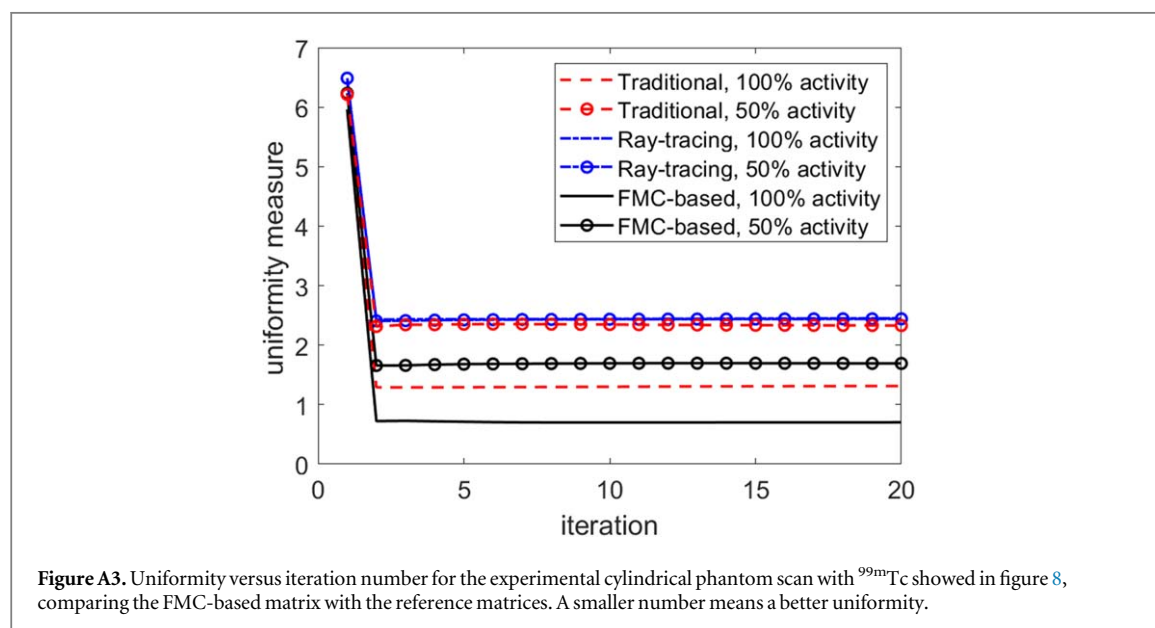 7
6
5
4
3
2
1
0
uniformity measure
Traditional, 100% activity
Traditional, 50% activity
Ray-tracing, 100% activity
Ray-tracing, 50% activity
FMC-based, 100% activity
FMC-based, 50% activity
0 5 10 15 20
iteration
Figure A3. Uniformity versus iteration number for the experimental cylindrical phantom scan with ⁹⁹ᵐTc showed in figure 8,
comparing the FMC-based matrix with the reference matrices. A smaller number means a better uniformity.